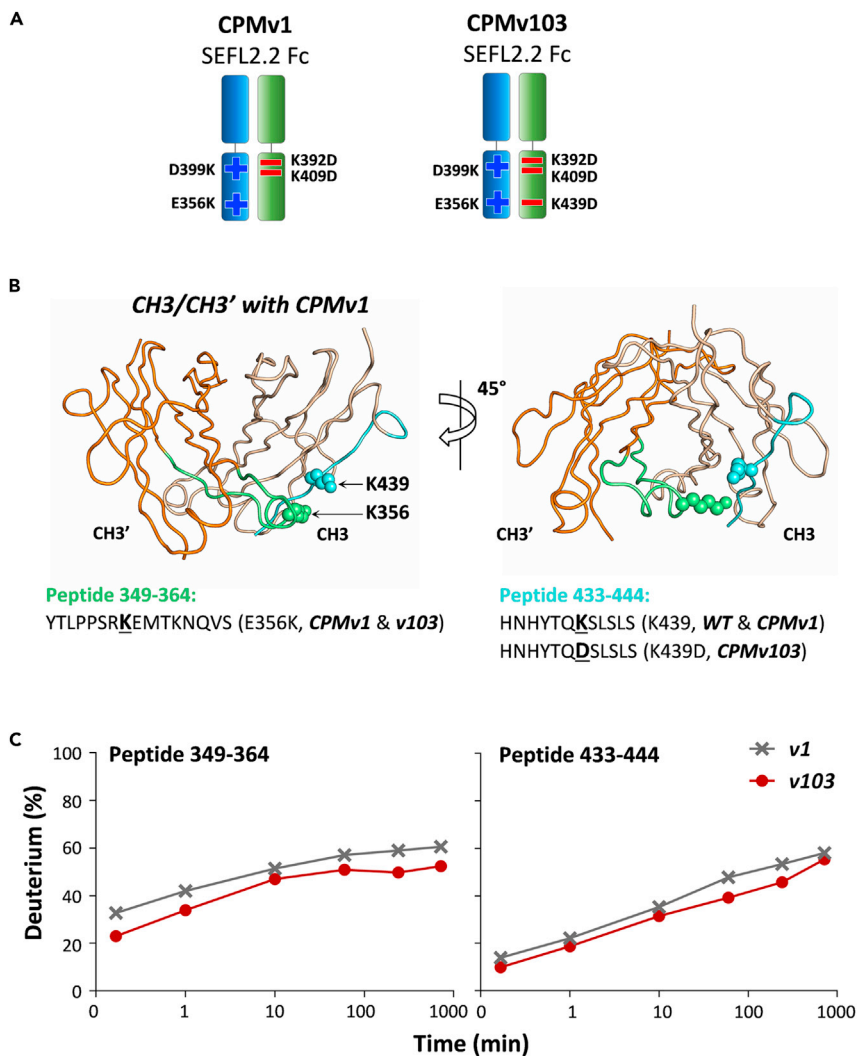 A
CPMv1
SEFL2.2 Fc
D399K
E356K
K392D
K409D
CPMv103
SEFL2.2 Fc
D399K
E356K
K392D
K409D
K439D
B
CH3/CH3' with CPMv1
K439
K356
CH3'
CH3
45°
CH3'
CH3
Peptide 349-364:
YTLPPSRKEMTKNQVS (E356K, CPMv1 & v103)
Peptide 433-444:
HNHYTQKSLSLS (K439, WT & CPMv1)
HNHYTQDSLSLS (K439D, CPMv103)
C
Peptide 349-364
Peptide 433-444
v1
v103
Deuterium (%)
100
80
60
40
20
0
0 1 10 100 1000
0 1 10 100 1000
Time (min)